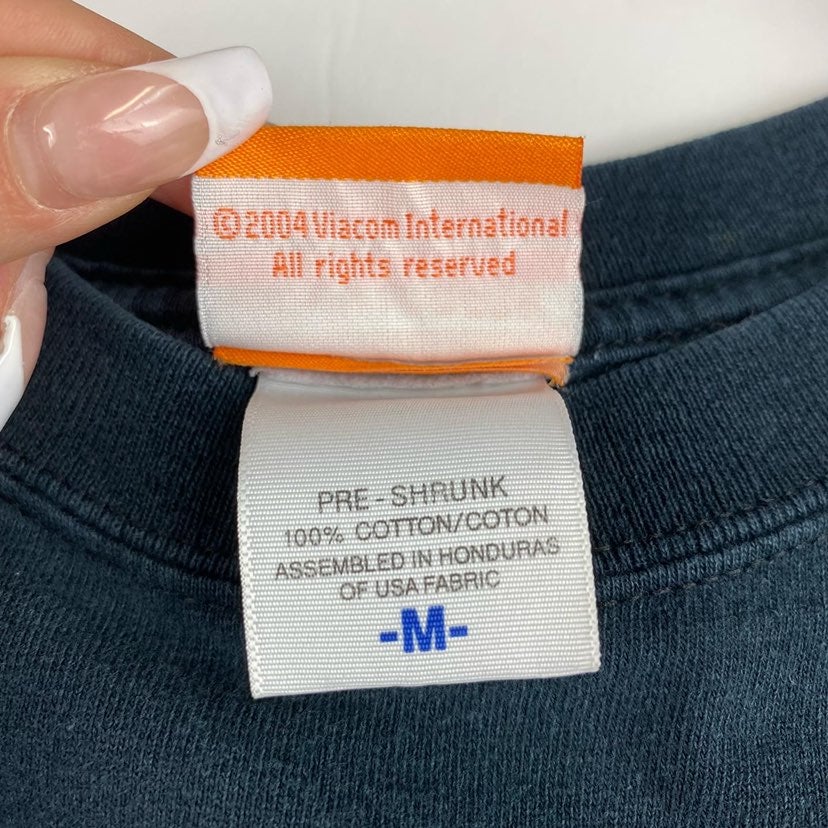 ©2004 Viacom International
All rights reserved
PRE-SHRUNK
100% COTTON/COTON
ASSEMBLED IN HONDURAS
OF USA FABRIC
-M-